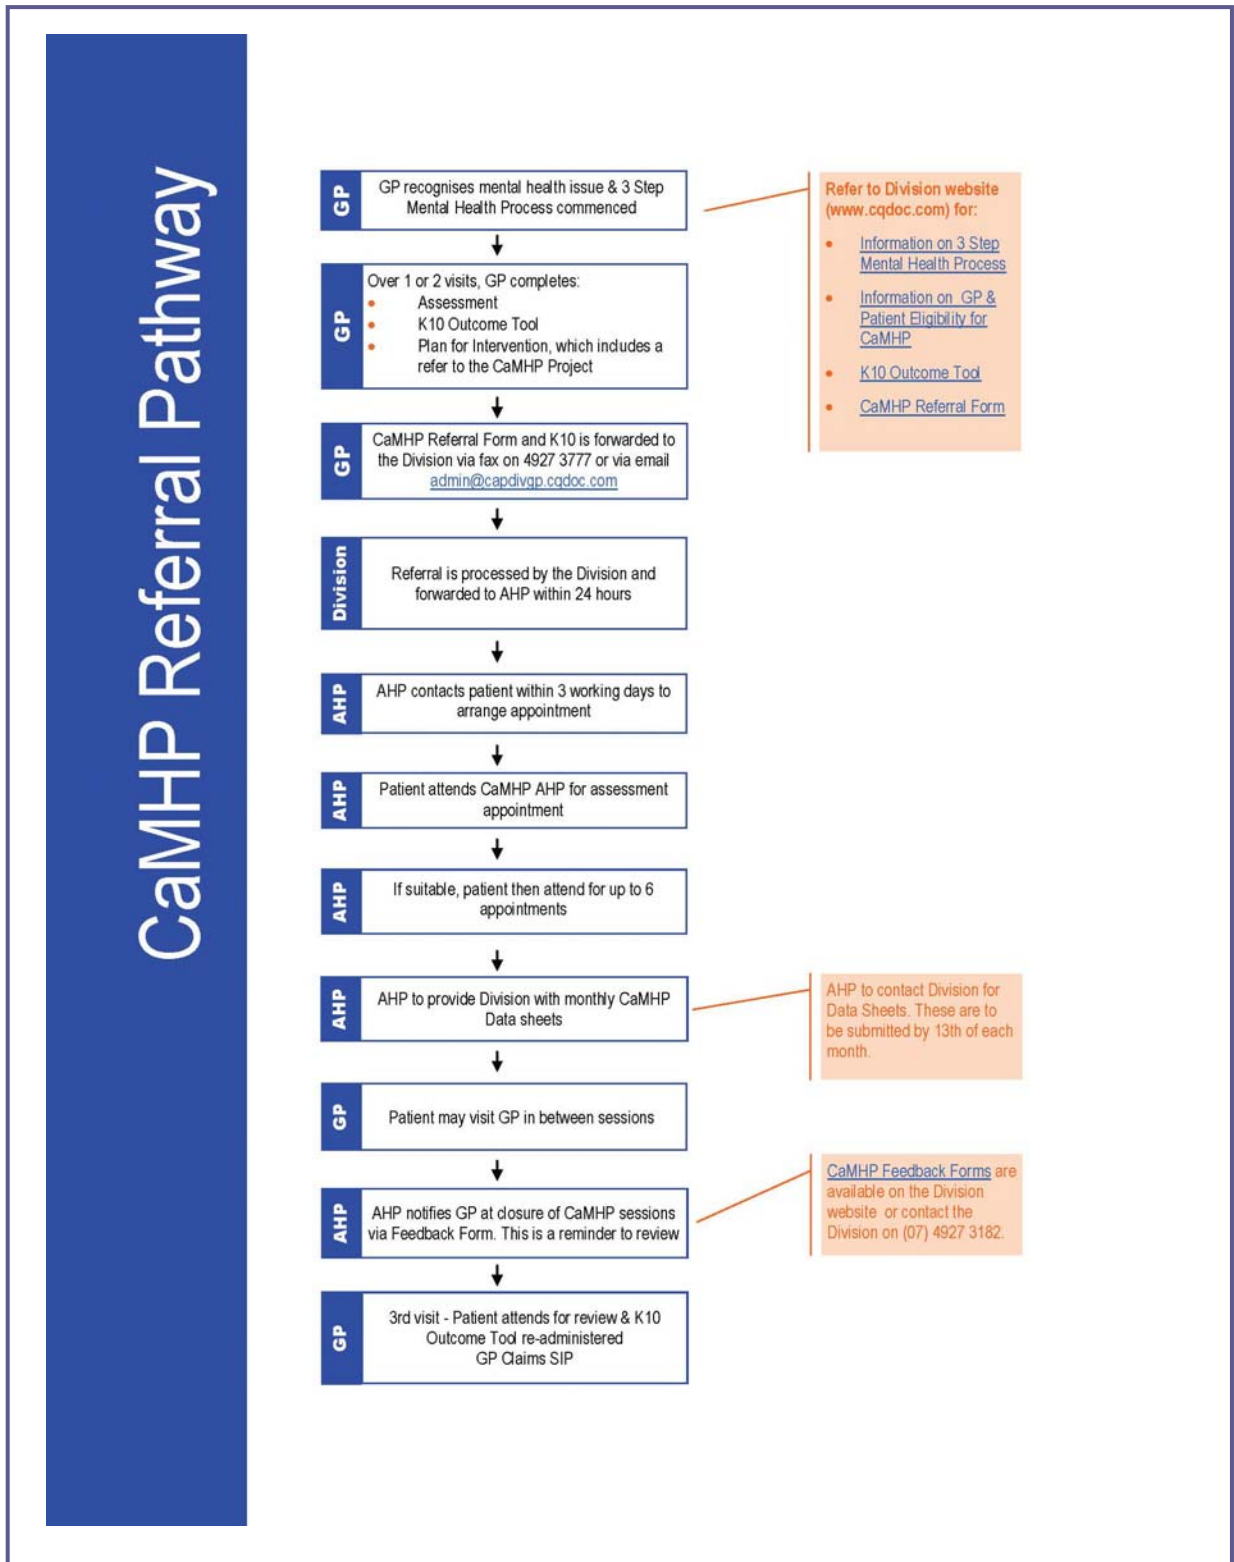 CaMHP Referral Pathway
GP
GP recognises mental health issue & 3 Step
Mental Health Process commenced
Refer to Division website
(www.cqdoc.com) for:
• Information on 3 Step
Mental Health Process
• Information on GP &
Patient Eligibility for
CaMHP
• K10 Outcome Tool
• CaMHP Referral Form
GP
Over 1 or 2 visits, GP completes:
• Assessment
• K10 Outcome Tool
• Plan for Intervention, which includes a
refer to the CaMHP Project
GP
CaMHP Referral Form and K10 is forwarded to
the Division via fax on 4927 3777 or via email
admin@capdivgp.cqdoc.com
Division
Referral is processed by the Division and
forwarded to AHP within 24 hours
AHP
AHP contacts patient within 3 working days to
arrange appointment
AHP
Patient attends CaMHP AHP for assessment
appointment
AHP
If suitable, patient then attend for up to 6
appointments
AHP
AHP to provide Division with monthly CaMHP
Data sheets
AHP to contact Division for
Data Sheets. These are to
be submitted by 13th of each
month.
GP
Patient may visit GP in between sessions
AHP
AHP notifies GP at closure of CaMHP sessions
via Feedback Form. This is a reminder to review
CaMHP Feedback Forms are
available on the Division
website or contact the
Division on (07) 4927 3182.
GP
3rd visit - Patient attends for review & K10
Outcome Tool re-administered
GP Claims SIP